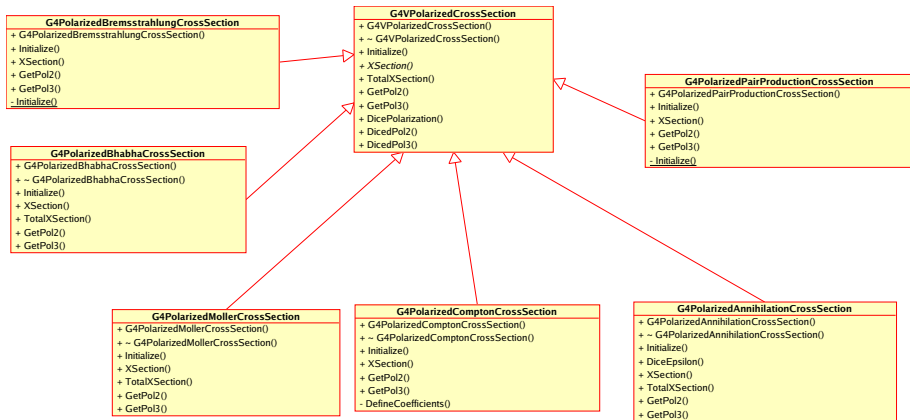 G4PolarizedBremsstrahlungCrossSection
+ G4PolarizedBremsstrahlungCrossSection()
+ Initialize()
+ XSection()
+ GetPol2()
+ GetPol3()
- Initialize()
G4VPolarizedCrossSection
+ G4VPolarizedCrossSection()
+ ~ G4VPolarizedCrossSection()
+ Initialize()
+ XSection()
+ TotalXSection()
+ GetPol2()
+ GetPol3()
+ DicePolarization()
+ DicedPol2()
+ DicedPol3()
G4PolarizedPairProductionCrossSection
+ G4PolarizedPairProductionCrossSection()
+ Initialize()
+ XSection()
+ GetPol2()
+ GetPol3()
- Initialize()
G4PolarizedBhabhaCrossSection
+ G4PolarizedBhabhaCrossSection()
+ ~ G4PolarizedBhabhaCrossSection()
+ Initialize()
+ XSection()
+ TotalXSection()
+ GetPol2()
+ GetPol3()
G4PolarizedMollerCrossSection
+ G4PolarizedMollerCrossSection()
+ ~ G4PolarizedMollerCrossSection()
+ Initialize()
+ XSection()
+ TotalXSection()
+ GetPol2()
+ GetPol3()
G4PolarizedComptonCrossSection
+ G4PolarizedComptonCrossSection()
+ ~ G4PolarizedComptonCrossSection()
+ Initialize()
+ XSection()
+ GetPol2()
+ GetPol3()
- DefineCoefficients()
G4PolarizedAnnihilationCrossSection
+ G4PolarizedAnnihilationCrossSection()
+ ~ G4PolarizedAnnihilationCrossSection()
+ Initialize()
+ DiceEpsilon()
+ XSection()
+ TotalXSection()
+ GetPol2()
+ GetPol3()